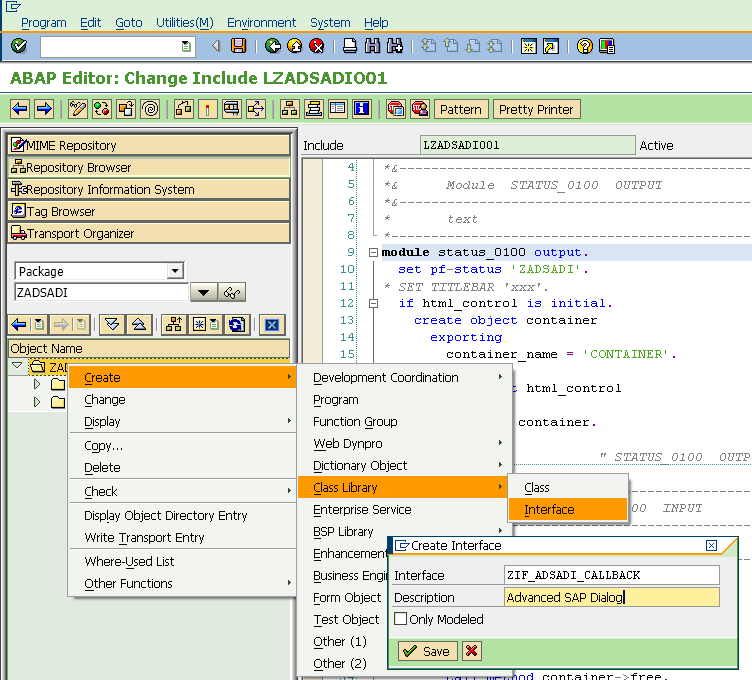 Program Edit Goto Utilities(M) Environment System Help
ABAP Editor: Change Include LZADSADIO01
Pattern Pretty Printer
MIME Repository
Repository Browser
Repository Information System
Tag Browser
Transport Organizer
Package
ZADSADI
Object Name
ZAD
Create
Change
Display
Copy...
Delete
Check
Display Object Directory Entry
Write Transport Entry
Where-Used List
Other Functions
Development Coordination
Program
Function Group
Web Dynpro
Dictionary Object
Class Library
Enterprise Service
BSP Library
Enhancement
Business Engin
Form Object
Test Object
Other (1)
Other (2)
Class
Interface
Include LZADSADIO01 Active
4 *&---------------------------------------------
5 *& Module STATUS_0100 OUTPUT
6 *&---------------------------------------------
7 * text
8 *----------------------------------------------
9 module status_0100 output.
10 set pf-status 'ZADSADI'.
11 * SET TITLEBAR 'xxx'.
12 if html_control is initial.
13 create object container
14 exporting
15 container_name = 'CONTAINER'.
t html_control
container.
" STATUS_0100 OUTP
00 INPUT
call method container->free.
Create Interface
Interface ZIF_ADSADI_CALLBACK
Description Advanced SAP Dialog
Only Modeled
Save